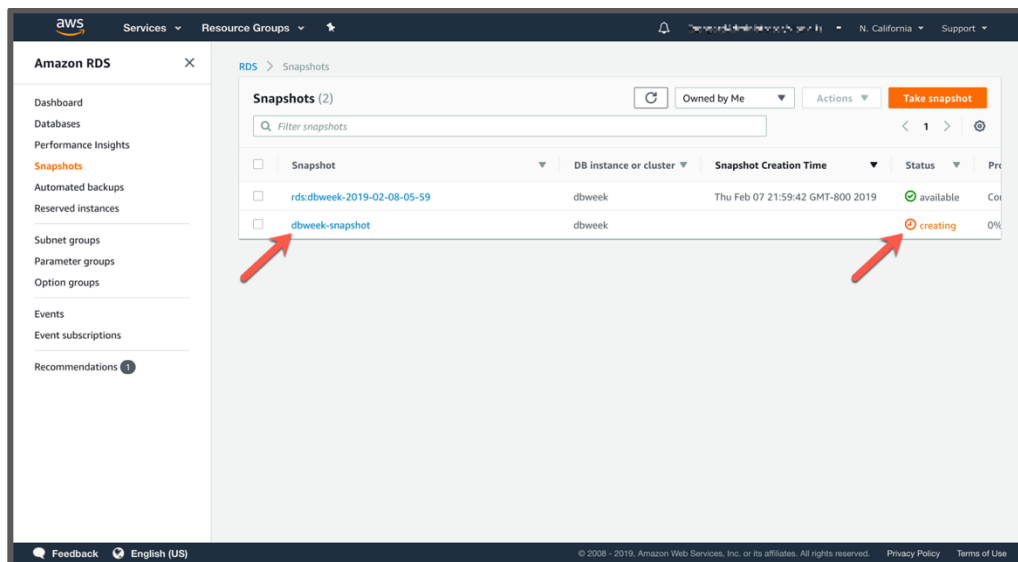 aws Services Resource Groups N. California Support
Amazon RDS
Dashboard
Databases
Performance Insights
Snapshots
Automated backups
Reserved instances
Subnet groups
Parameter groups
Option groups
Events
Event subscriptions
Recommendations 1
RDS > Snapshots
Snapshots (2) Owned by Me Actions Take snapshot
Filter snapshots < 1 >
Snapshot DB instance or cluster Snapshot Creation Time Status
rds:dbweek-2019-02-08-05-59 dbweek Thu Feb 07 21:59:42 GMT-800 2019 available
dbweek-snapshot dbweek creating 0%
Feedback English (US) © 2008 - 2019, Amazon Web Services, Inc. or its affiliates. All rights reserved. Privacy Policy Terms of Use